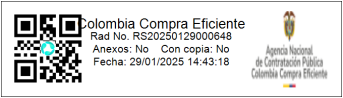 Colombia Compra Eficiente
Rad No. RS20250129000648
Anexos: No Con copia: No
Fecha: 29/01/2025 14:43:18
Agencia Nacional
de Contratación Pública
Colombia Compra Eficiente